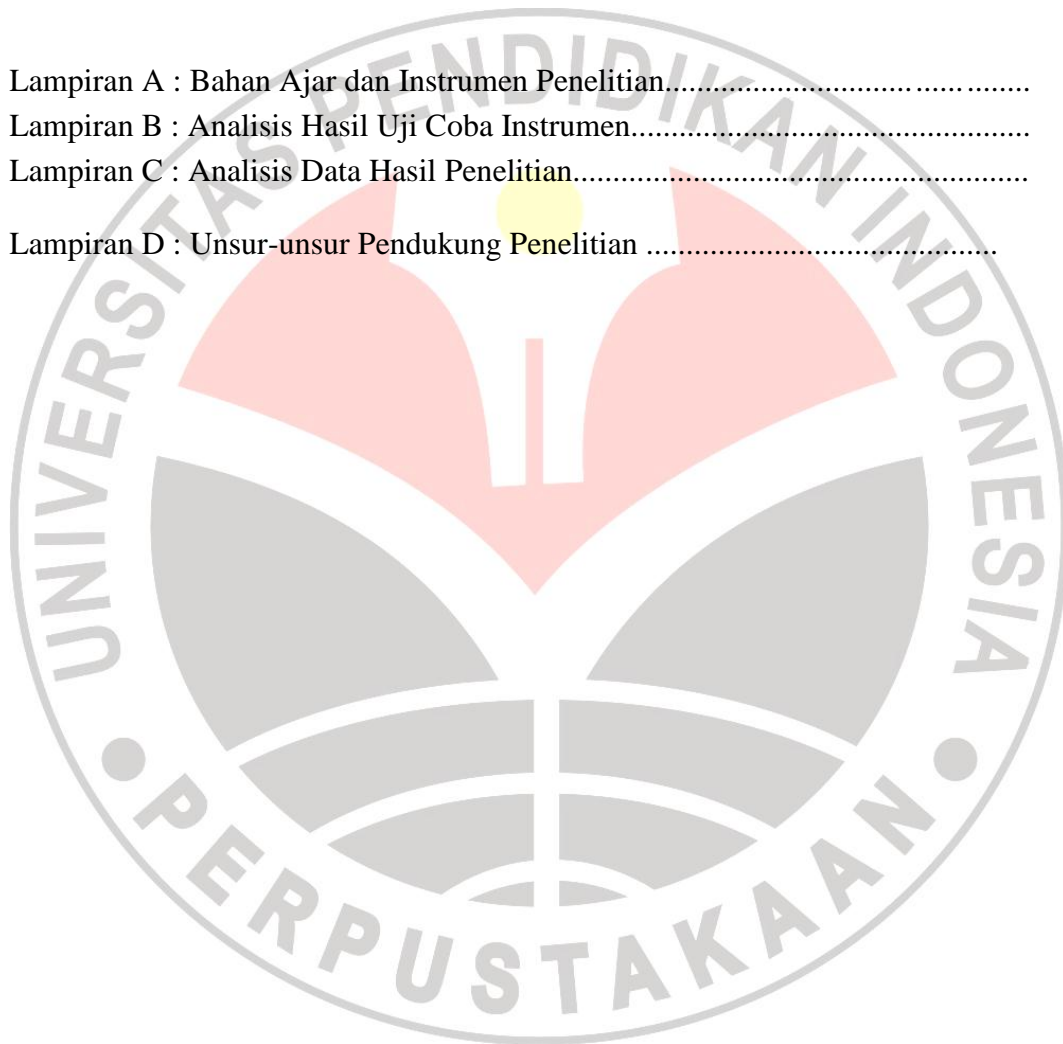 Lampiran A : Bahan Ajar dan Instrumen Penelitian.............................................
Lampiran B : Analisis Hasil Uji Coba Instrumen.................................................
Lampiran C : Analisis Data Hasil Penelitian.........................................................
Lampiran D : Unsur-unsur Pendukung Penelitian ...........................................
UNIVERSITAS PENDIDIKAN INDONESIA
PERPUSTAKAAN